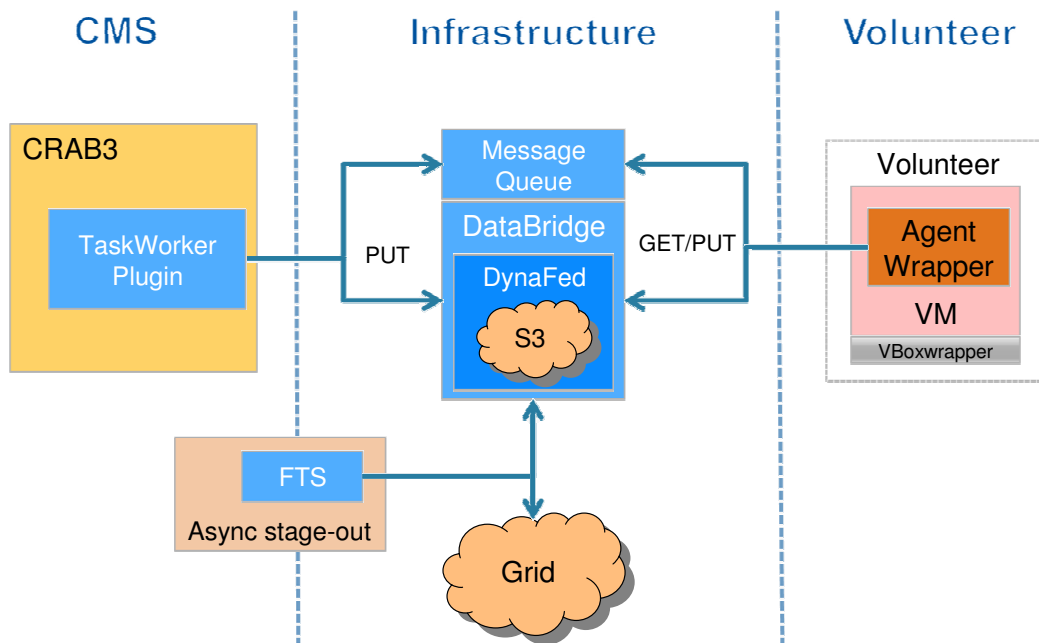 CMS
Infrastructure
Volunteer
CRAB3
TaskWorker
Plugin
PUT
Message
Queue
DataBridge
DynaFed
S3
GET/PUT
Volunteer
Agent
Wrapper
VM
VBoxwrapper
FTS
Async stage-out
Grid